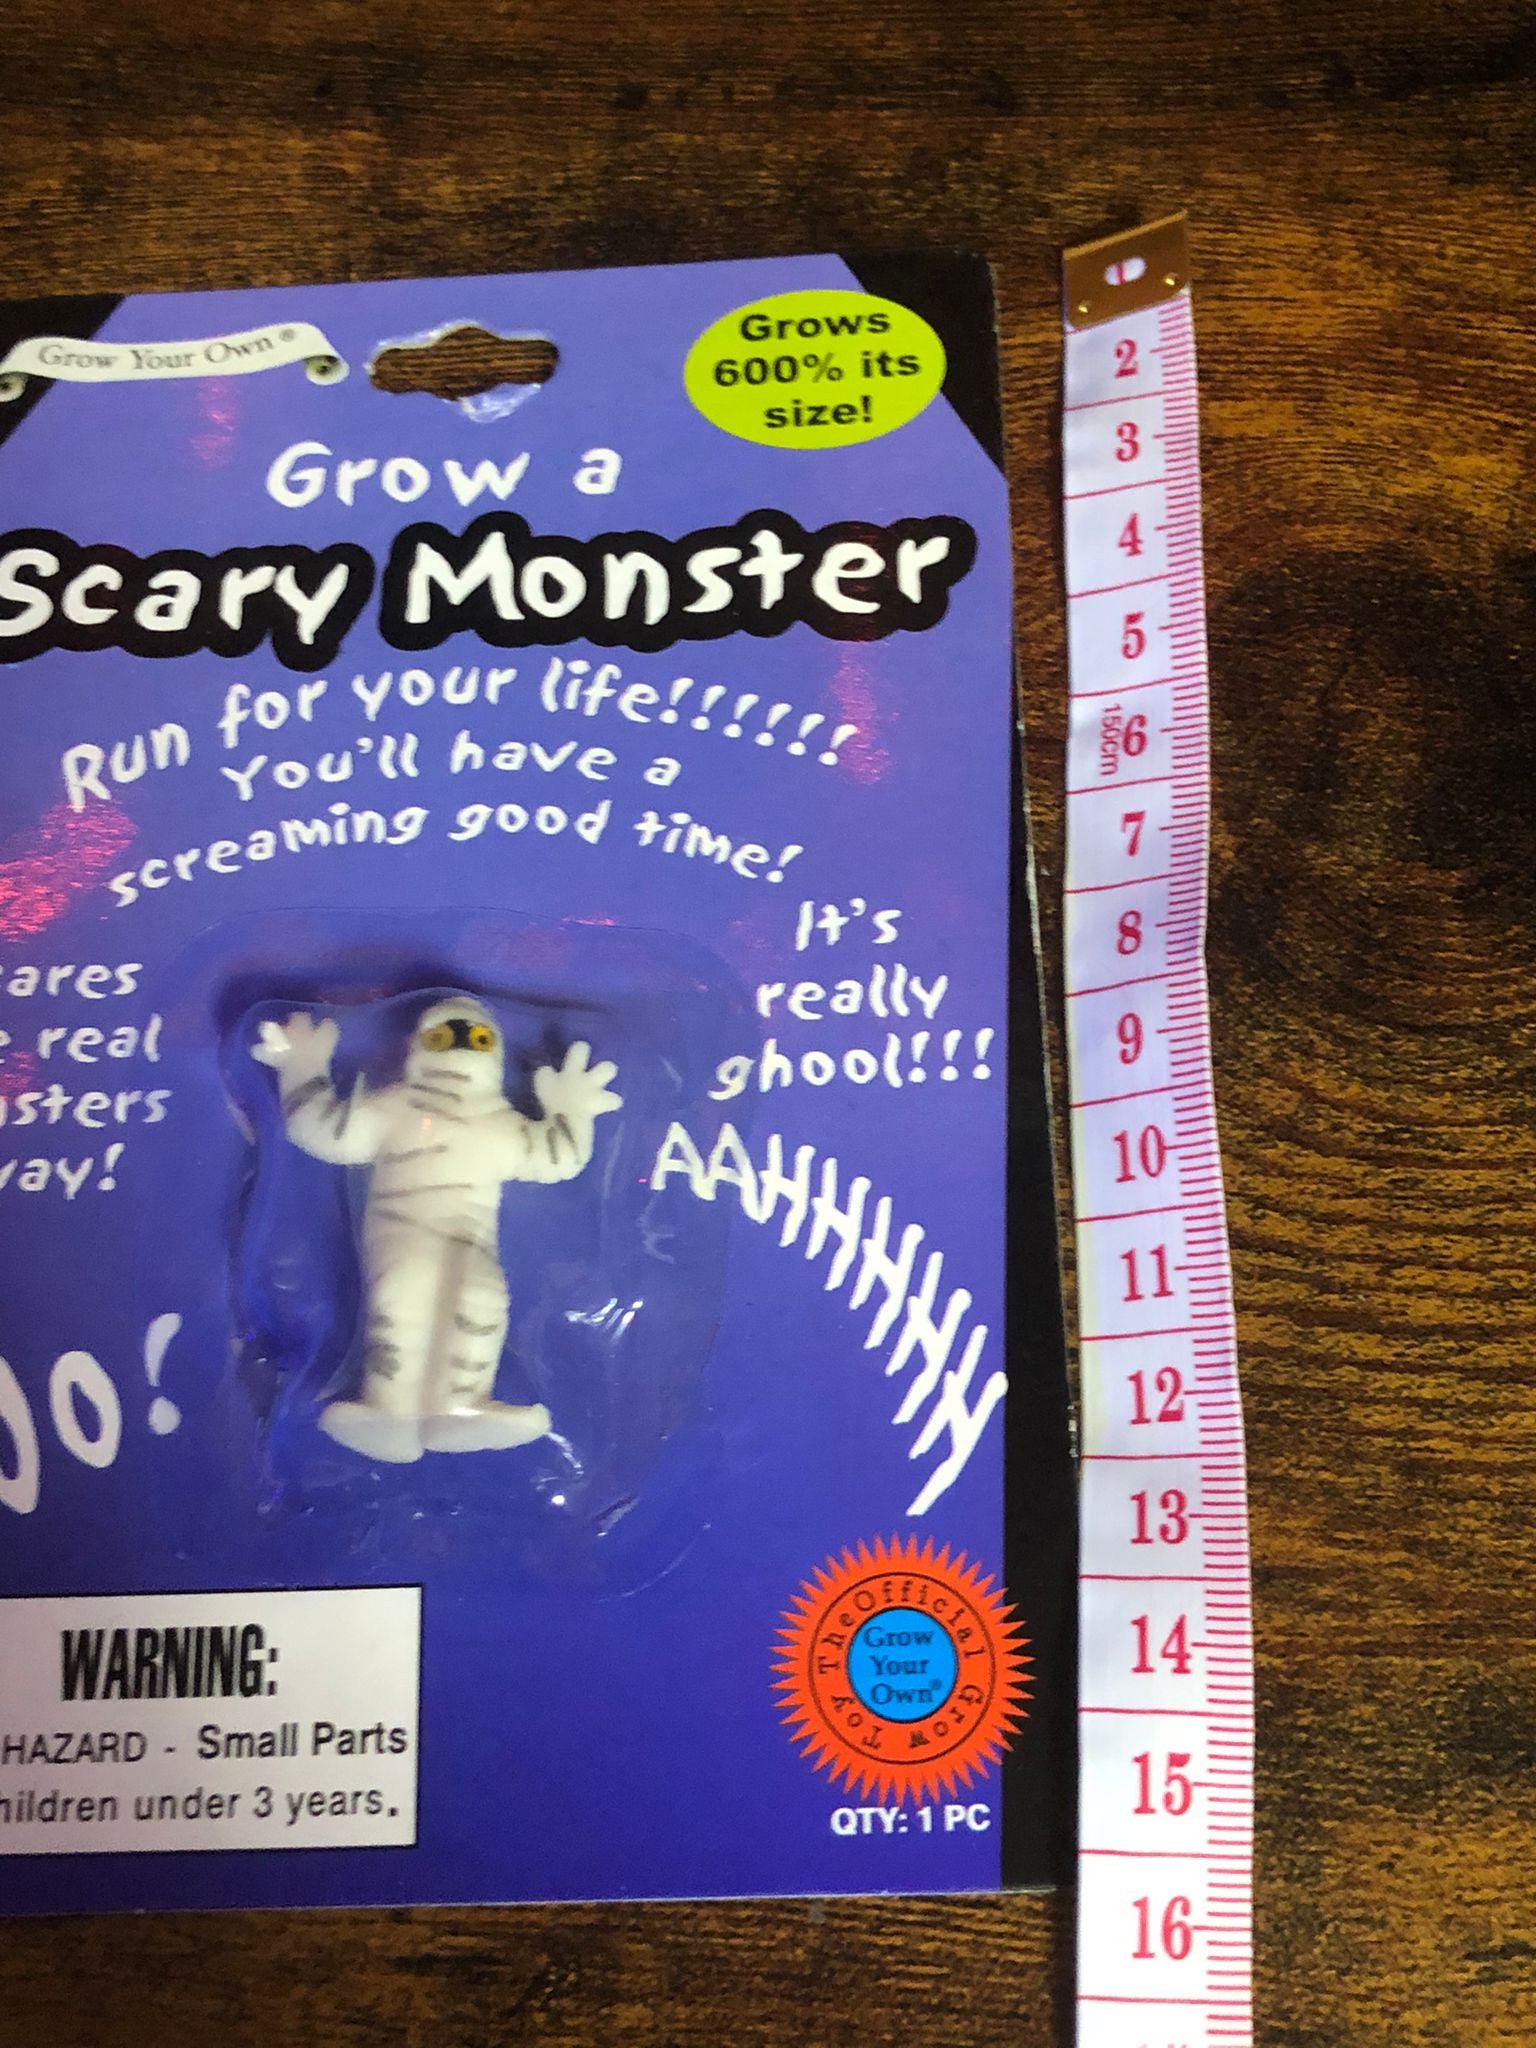 Grow Your Own®
Grows
600% its
size!
Grow a
Scary Monster
Run for your life!!!!!!
You'll have a
screaming good time!
It's
really
ghool!!!
ares
real
sters
way!
AAHHHHHHH
WARNING:
HAZARD - Small Parts
hildren under 3 years.
The Official Grow Toy
Grow
Your
Own®
QTY: 1 PC
1
2
3
4
5
150cm
6
7
8
9
10
11
12
13
14
15
16